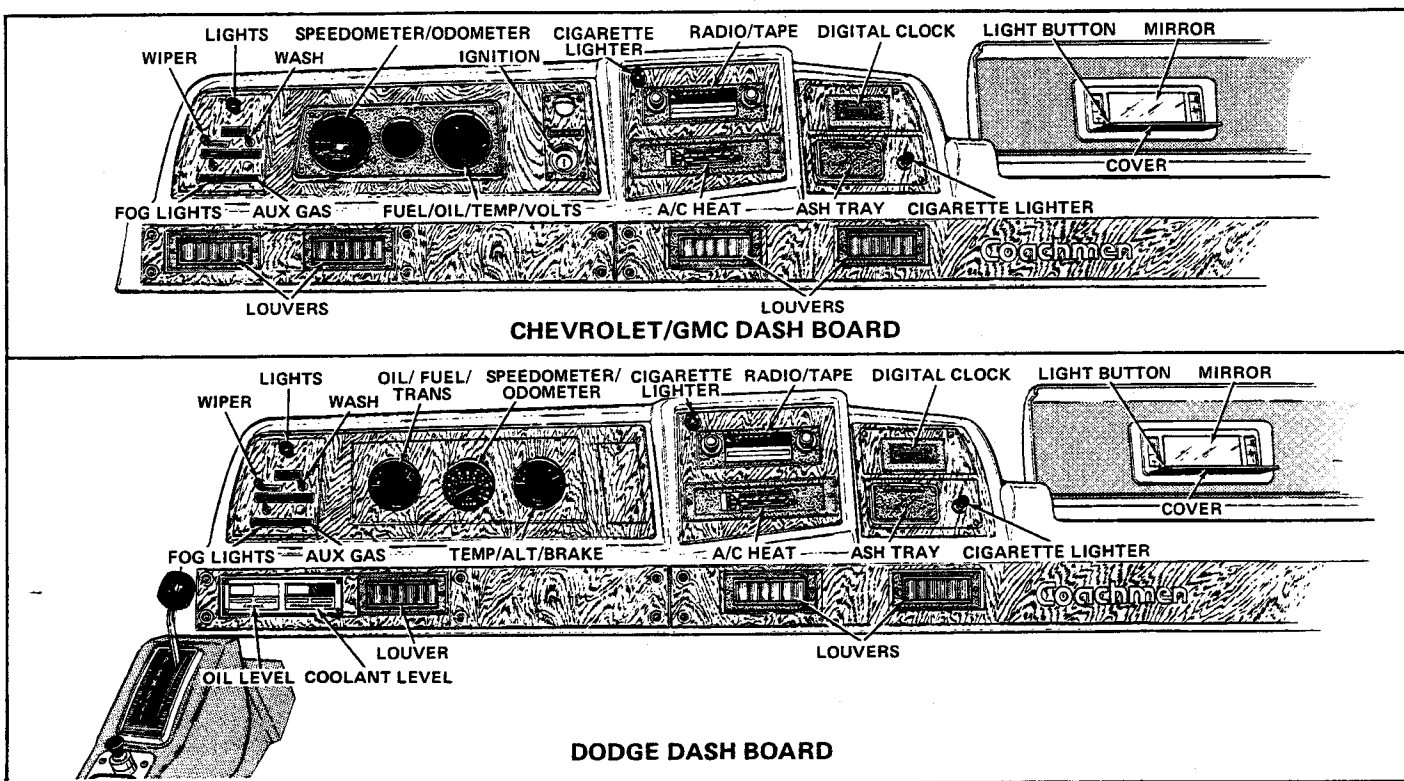 LIGHTS SPEEDOMETER/ODOMETER CIGARETTE LIGHTER RADIO/TAPE DIGITAL CLOCK LIGHT BUTTON MIRROR
WIPER WASH IGNITION
COVER
FOG LIGHTS AUX GAS FUEL/OIL/TEMP/VOLTS A/C HEAT ASH TRAY CIGARETTE LIGHTER
Coachmen
LOUVERS LOUVERS
CHEVROLET/GMC DASH BOARD
LIGHTS OIL/FUEL/TRANS SPEEDOMETER/ODOMETER CIGARETTE LIGHTER RADIO/TAPE DIGITAL CLOCK LIGHT BUTTON MIRROR
WIPER WASH
COVER
FOG LIGHTS AUX GAS TEMP/ALT/BRAKE A/C HEAT ASH TRAY CIGARETTE LIGHTER
Coachmen
LOUVER LOUVERS
OIL LEVEL COOLANT LEVEL
DODGE DASH BOARD